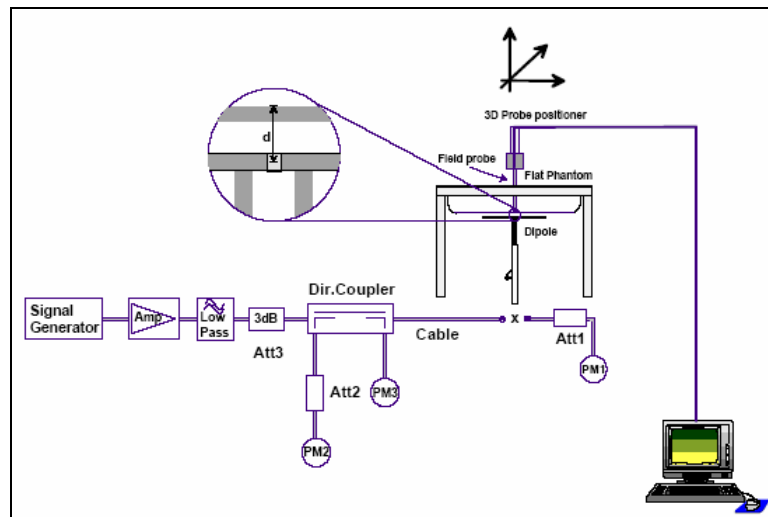 d
3D Probe positioner
Field probe
Flat Phantom
Dipole
Dir.Coupler
Signal
Generator
Amp
Low
Pass
3dB
Att3
Cable
x
Att1
PM1
Att2
PM3
PM2